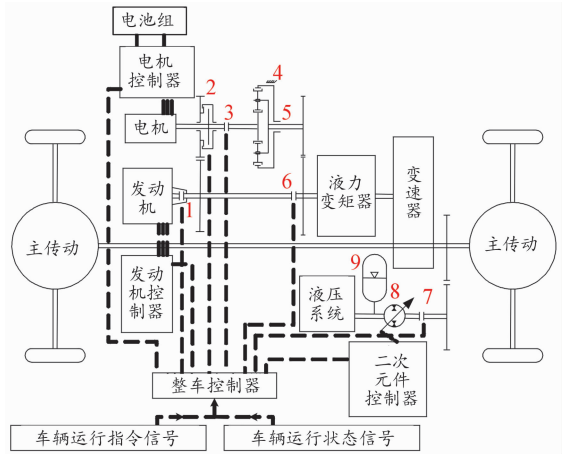 电池组
电机
控制器
电机
发动
机
发动
机控
制器
主传动
主传动
液力
变矩器
变
速
器
液压
系统
二次
元件
控制器
整车控制器
车辆运行指令信号
车辆运行状态信号
1
2
3
4
5
6
7
8
9